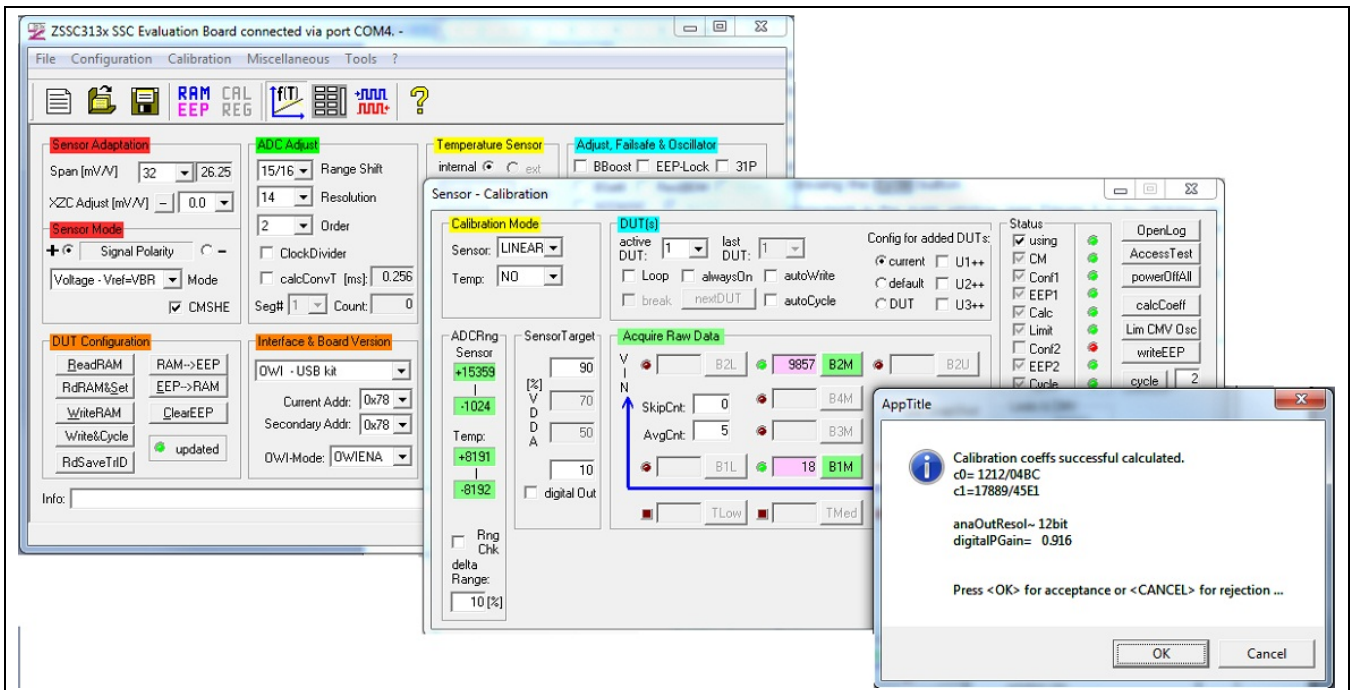 ZSSC313x SSC Evaluation Board connected via port COM4. -
File Configuration Calibration Miscellaneous Tools ?
RAM EEP CAL REG f(T) ?
Sensor Adaptation
Span [mV/V] 32 26.25
XZC Adjust [mV/V] – 0.0
Sensor Mode
+ Signal Polarity –
Voltage - Vref=VBR Mode
CMSHE
ADC Adjust
15/16 Range Shift
14 Resolution
2 Order
ClockDivider
calcConvT [ms]: 0.256
Seg# 1 Count: 0
Temperature Sensor
internal ext
Adjust, Failsafe & Oscillator
BBoost EEP-Lock 31P
DUT Configuration
ReadRAM RAM-->EEP
RdRAM&Set EEP->RAM
WriteRAM ClearEEP
Write&Cycle updated
RdSaveTrID
Interface & Board Version
OWI - USB kit
Current Addr: 0x78
Secondary Addr: 0x78
OWI-Mode: OWIENA
Info:
Sensor - Calibration
Calibration Mode
Sensor: LINEAR
Temp: NO
DUT(s)
active DUT: 1 last DUT: 1
Loop alwaysOn autoWrite
break nextDUT autoCycle
Config for added DUTs:
current U1++
default U2++
DUT U3++
Status
using
CM
Conf1
EEP1
Calc
Limit
Conf2
EEP2
Cycle
OpenLog
AccessTest
powerOffAll
calcCoeff
Lim CMV Osc
writeEEP
cycle 2
ADCRng
Sensor
+15359
|
-1024
Temp:
+8191
|
-8192
Rng
Chk
delta
Range:
10 [%]
SensorTarget
[%] VDDA
90
70
50
10
digital Out
Acquire Raw Data
VIN
B2L 9857 B2M B2U
SkipCnt: 0 B4M
AvgCnt: 5 B3M
B1L 18 B1M
TLow TMed
AppTitle
Calibration coeffs successful calculated.
c0= 1212/04BC
c1=17889/45E1
anaOutResol~ 12bit
digitalPGain= 0.916
Press <OK> for acceptance or <CANCEL> for rejection ...
OK Cancel